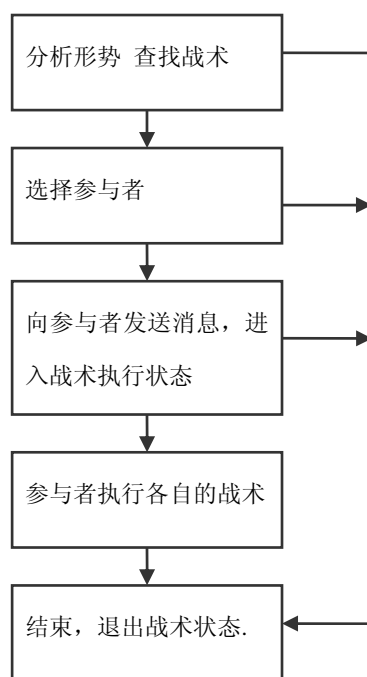 分析形势 查找战术
选择参与者
向参与者发送消息，进
入战术执行状态
参与者执行各自的战术
结束，退出战术状态.